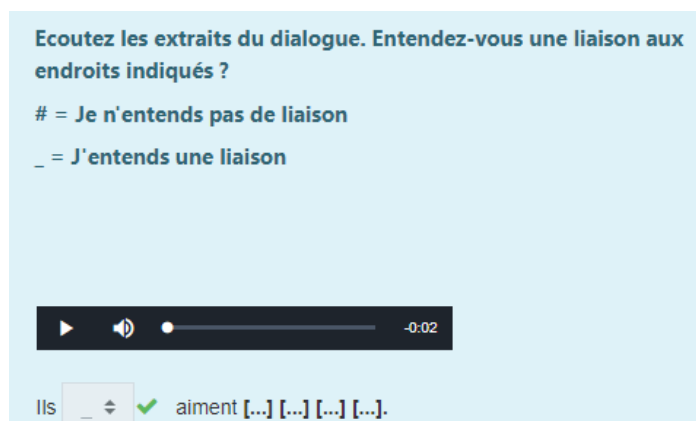 Ecoutez les extraits du dialogue. Entendez-vous une liaison aux
endroits indiqués ?
# = Je n'entends pas de liaison
_ = J'entends une liaison
-0:02
Ils _ aiment [...] [...] [...] [...].